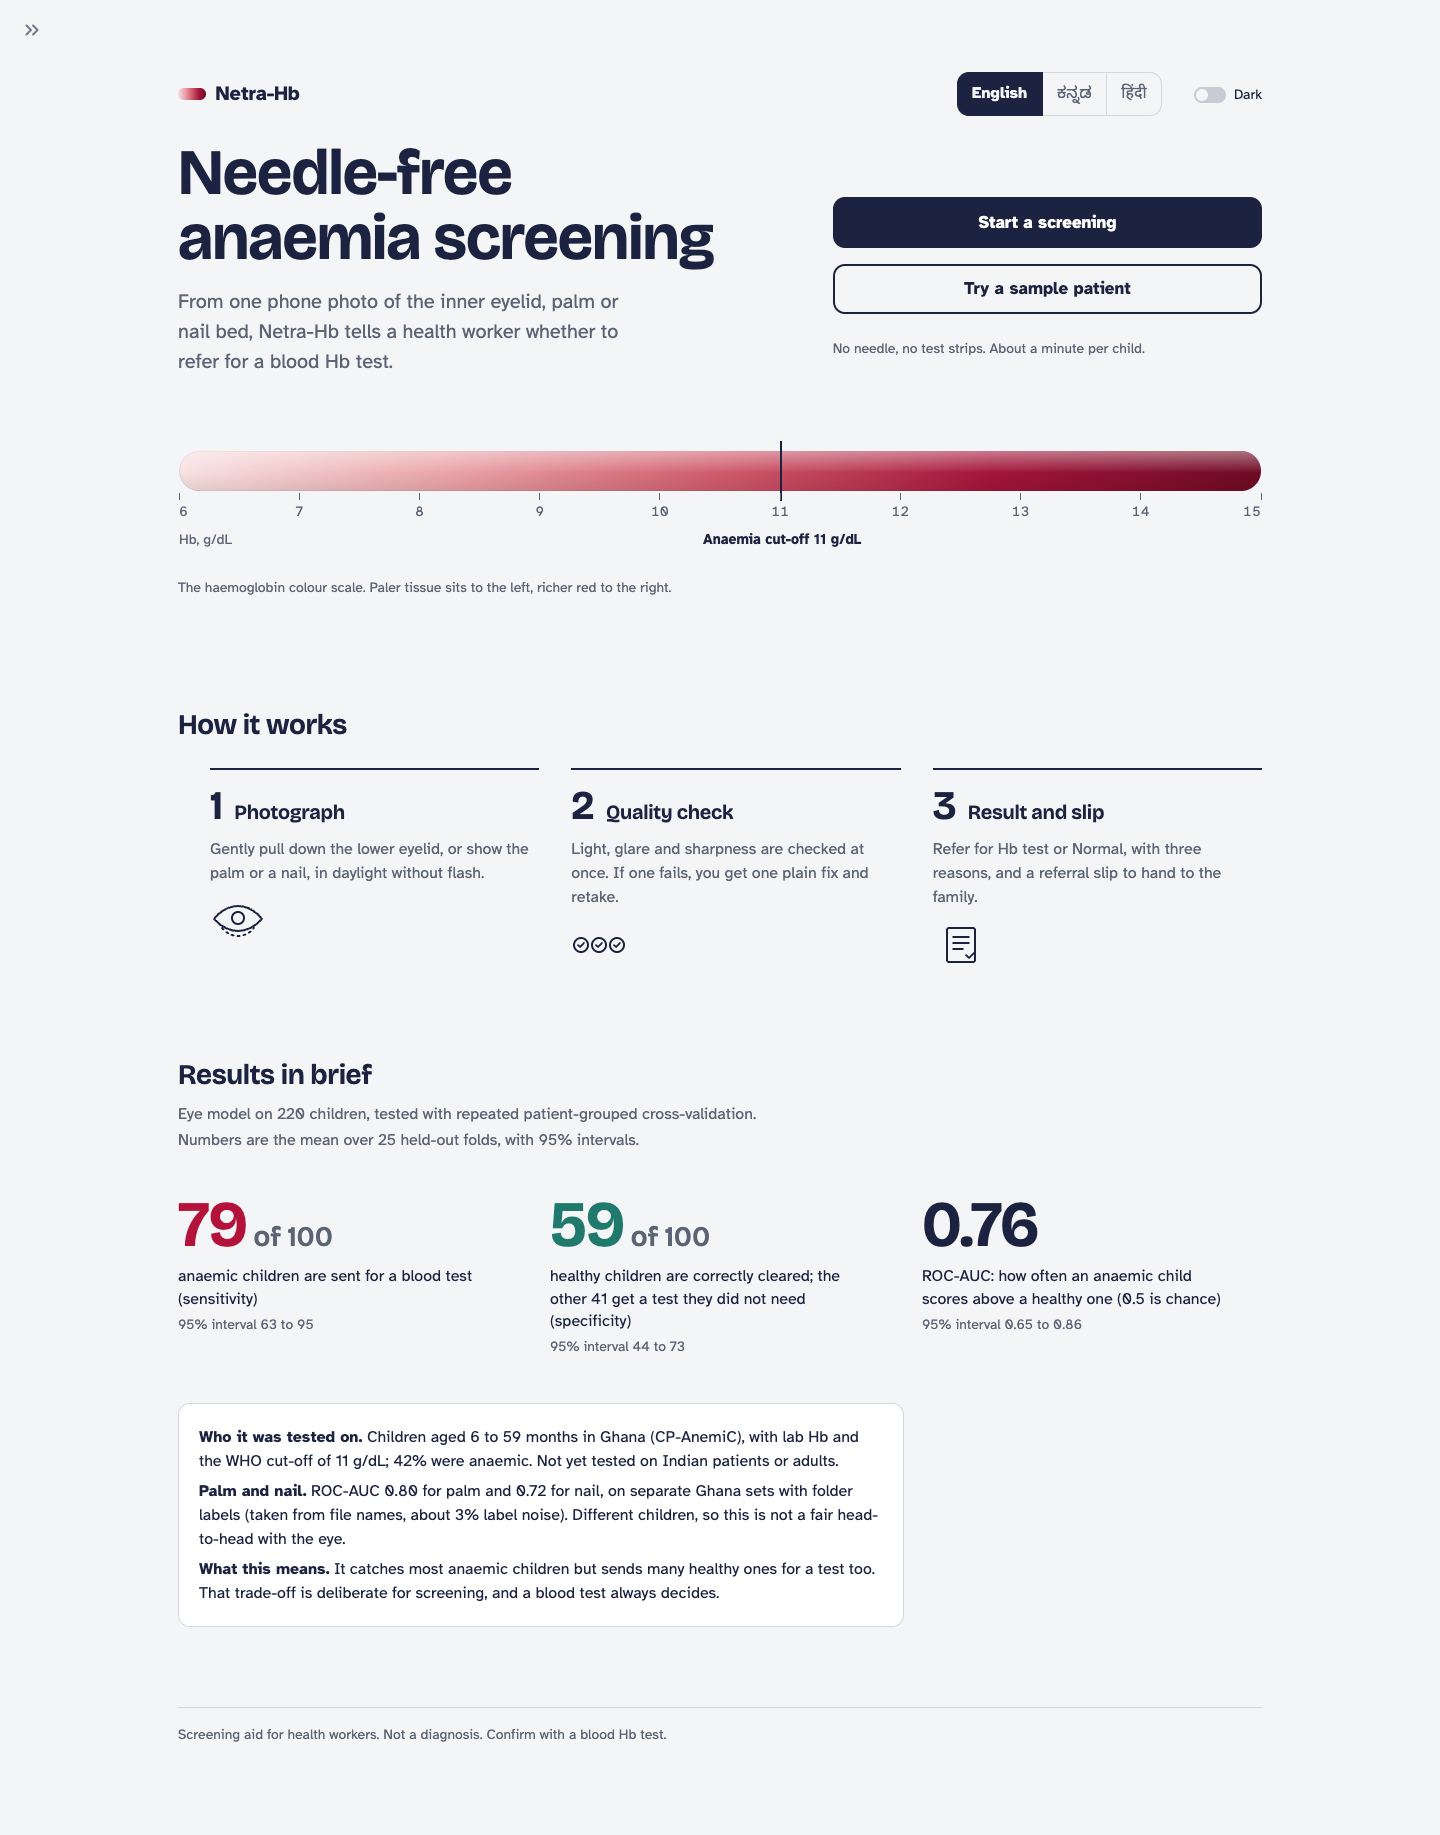 Netra-Hb
English
ಕನ್ನಡ
हिंदी
Dark
Needle-free
anaemia screening
From one phone photo of the inner eyelid, palm or
nail bed, Netra-Hb tells a health worker whether to
refer for a blood Hb test.
Start a screening
Try a sample patient
No needle, no test strips. About a minute per child.
6 7 8 9 10 11 12 13 14 15
Hb, g/dL
Anaemia cut-off 11 g/dL
The haemoglobin colour scale. Paler tissue sits to the left, richer red to the right.
How it works
1 Photograph
Gently pull down the lower eyelid, or show the
palm or a nail, in daylight without flash.
2 Quality check
Light, glare and sharpness are checked at
once. If one fails, you get one plain fix and
retake.
3 Result and slip
Refer for Hb test or Normal, with three
reasons, and a referral slip to hand to the
family.
Results in brief
Eye model on 220 children, tested with repeated patient-grouped cross-validation.
Numbers are the mean over 25 held-out folds, with 95% intervals.
79 of 100
anaemic children are sent for a blood test
(sensitivity)
95% interval 63 to 95
59 of 100
healthy children are correctly cleared; the
other 41 get a test they did not need
(specificity)
95% interval 44 to 73
0.76
ROC-AUC: how often an anaemic child
scores above a healthy one (0.5 is chance)
95% interval 0.65 to 0.86
Who it was tested on. Children aged 6 to 59 months in Ghana (CP-AnemiC), with lab Hb and
the WHO cut-off of 11 g/dL; 42% were anaemic. Not yet tested on Indian patients or adults.
Palm and nail. ROC-AUC 0.80 for palm and 0.72 for nail, on separate Ghana sets with folder
labels (taken from file names, about 3% label noise). Different children, so this is not a fair head-
to-head with the eye.
What this means. It catches most anaemic children but sends many healthy ones for a test too.
That trade-off is deliberate for screening, and a blood test always decides.
Screening aid for health workers. Not a diagnosis. Confirm with a blood Hb test.